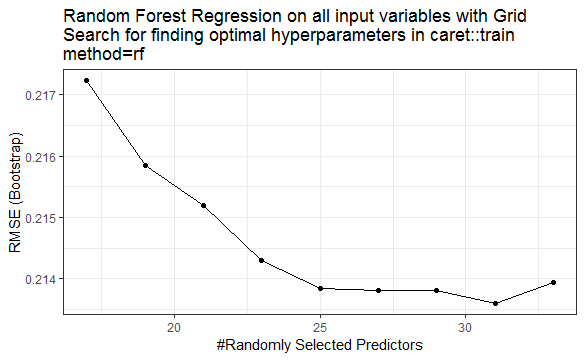 Random Forest Regression on all input variables with Grid
Search for finding optimal hyperparameters in caret::train
method=rf
0.217
0.216
0.215
0.214
RMSE (Bootstrap)
20 25 30
#Randomly Selected Predictors